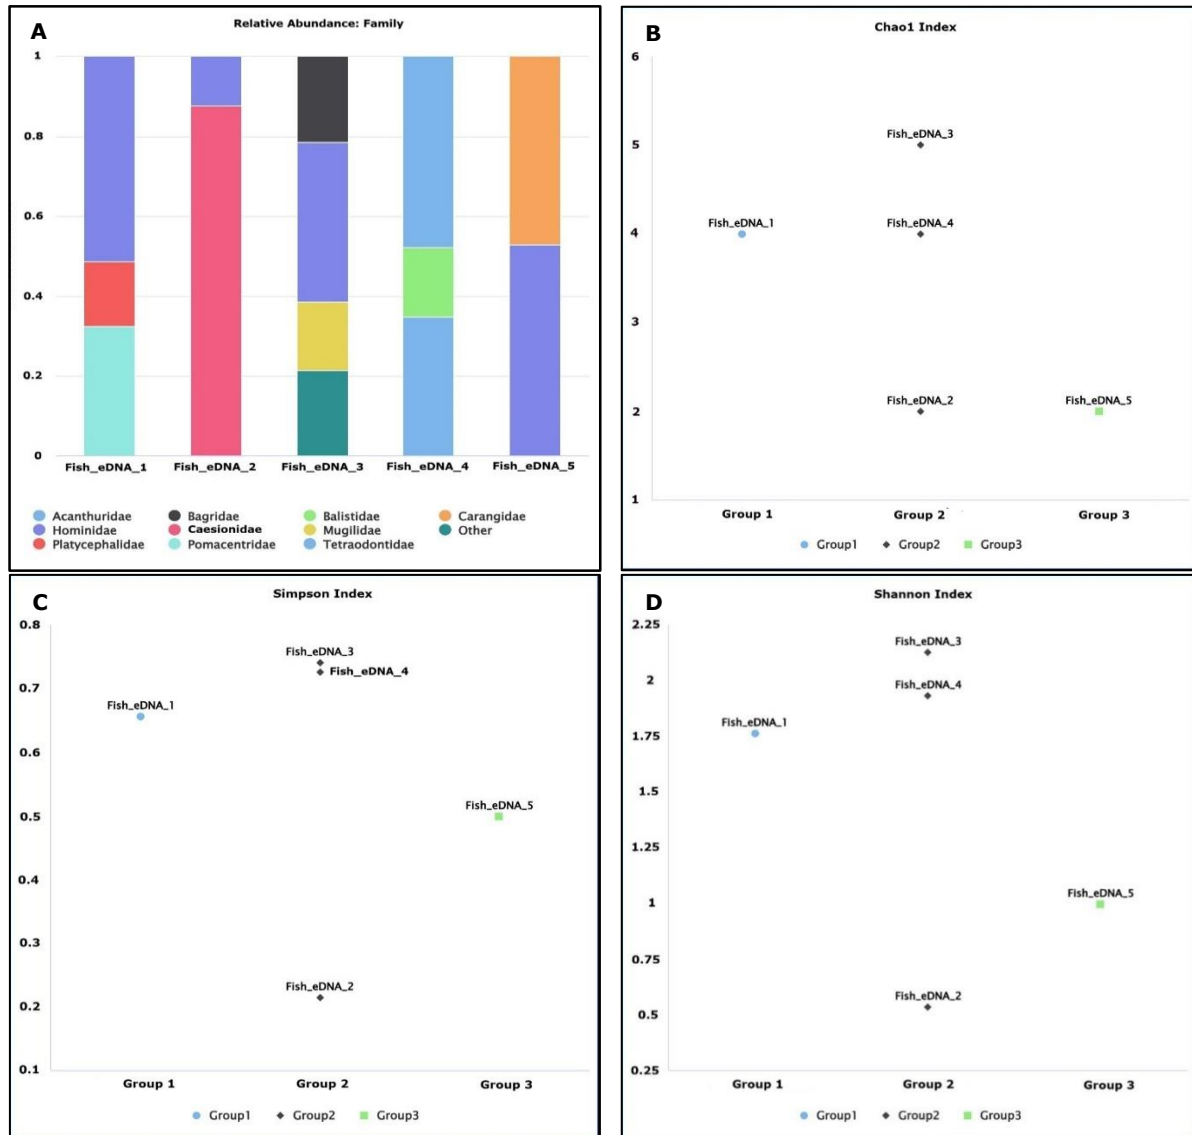 A
Relative Abundance: Family
1
0.8
0.6
0.4
0.2
0
Fish_eDNA_1 Fish_eDNA_2 Fish_eDNA_3 Fish_eDNA_4 Fish_eDNA_5
Acanthuridae Bagridae Balistidae Carangidae
Hominidae Caesionidae Mugilidae Other
Platycephalidae Pomacentridae Tetraodontidae
B
Chao1 Index
6
Fish_eDNA_3
5
Fish_eDNA_1 Fish_eDNA_4
4
3
Fish_eDNA_2 Fish_eDNA_5
2
1
Group 1 Group 2 Group 3
Group1 Group2 Group3
C
Simpson Index
0.8
Fish_eDNA_3
Fish_eDNA_4
0.7
Fish_eDNA_1
0.6
Fish_eDNA_5
0.5
0.4
0.3
Fish_eDNA_2
0.2
0.1
Group 1 Group 2 Group 3
Group1 Group2 Group3
D
Shannon Index
2.25
Fish_eDNA_3
2
Fish_eDNA_4
1.75
Fish_eDNA_1
1.5
1.25
1
Fish_eDNA_5
0.75
Fish_eDNA_2
0.5
0.25
Group 1 Group 2 Group 3
Group1 Group2 Group3